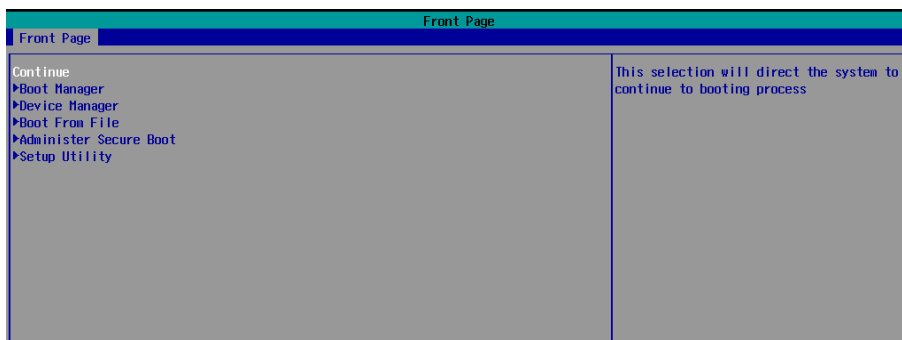 Front Page
Front Page
Continue
▶Boot Manager
▶Device Manager
▶Boot From File
▶Administer Secure Boot
▶Setup Utility
This selection will direct the system to
continue to booting process